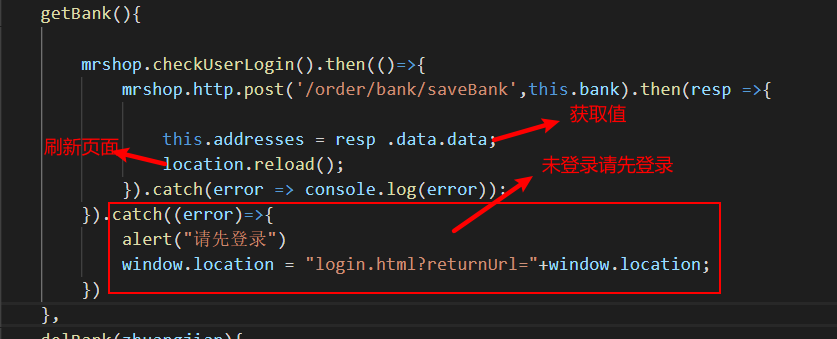 getBank(){
mrshop.checkUserLogin().then(()=>{
mrshop.http.post('/order/bank/saveBank',this.bank).then(resp =>{
获取值
this.addresses = resp .data.data;
刷新页面
location.reload();
未登录请先登录
}).catch(error => console.log(error));
}).catch((error)=>{
alert("请先登录")
window.location = "login.html?returnUrl="+window.location;
})
},
delBank(zhuangjian){